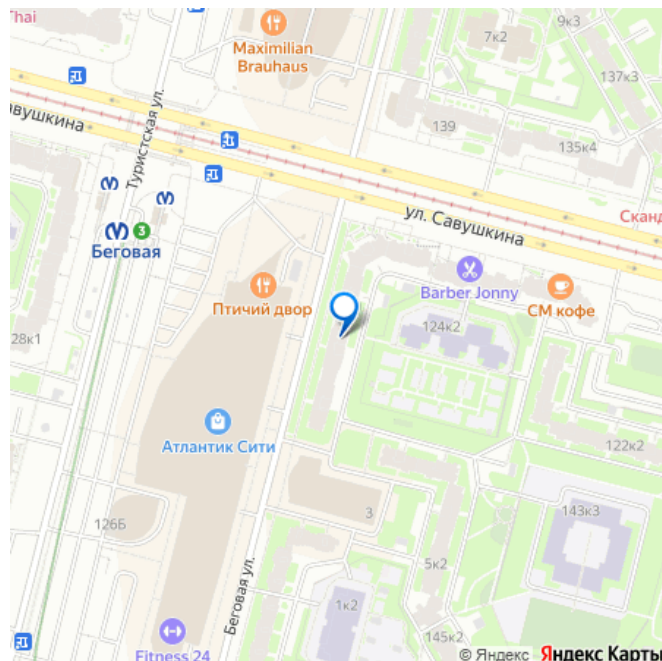 Thai
Maximilian
Brauhaus
7к2
9к3
137к3
139
135к4
Савушкина
Туристская ул.
ул. Савушкина
Сканд
3
Беговая
Птичий двор
Barber Jonny
СМ кофе
28к1
124к2
Атлантик Сити
122к2
126Б
3
143к3
5к2
Беговая ул.
1к2
145к2
Fitness 24
© Яндекс Яндекс Карты